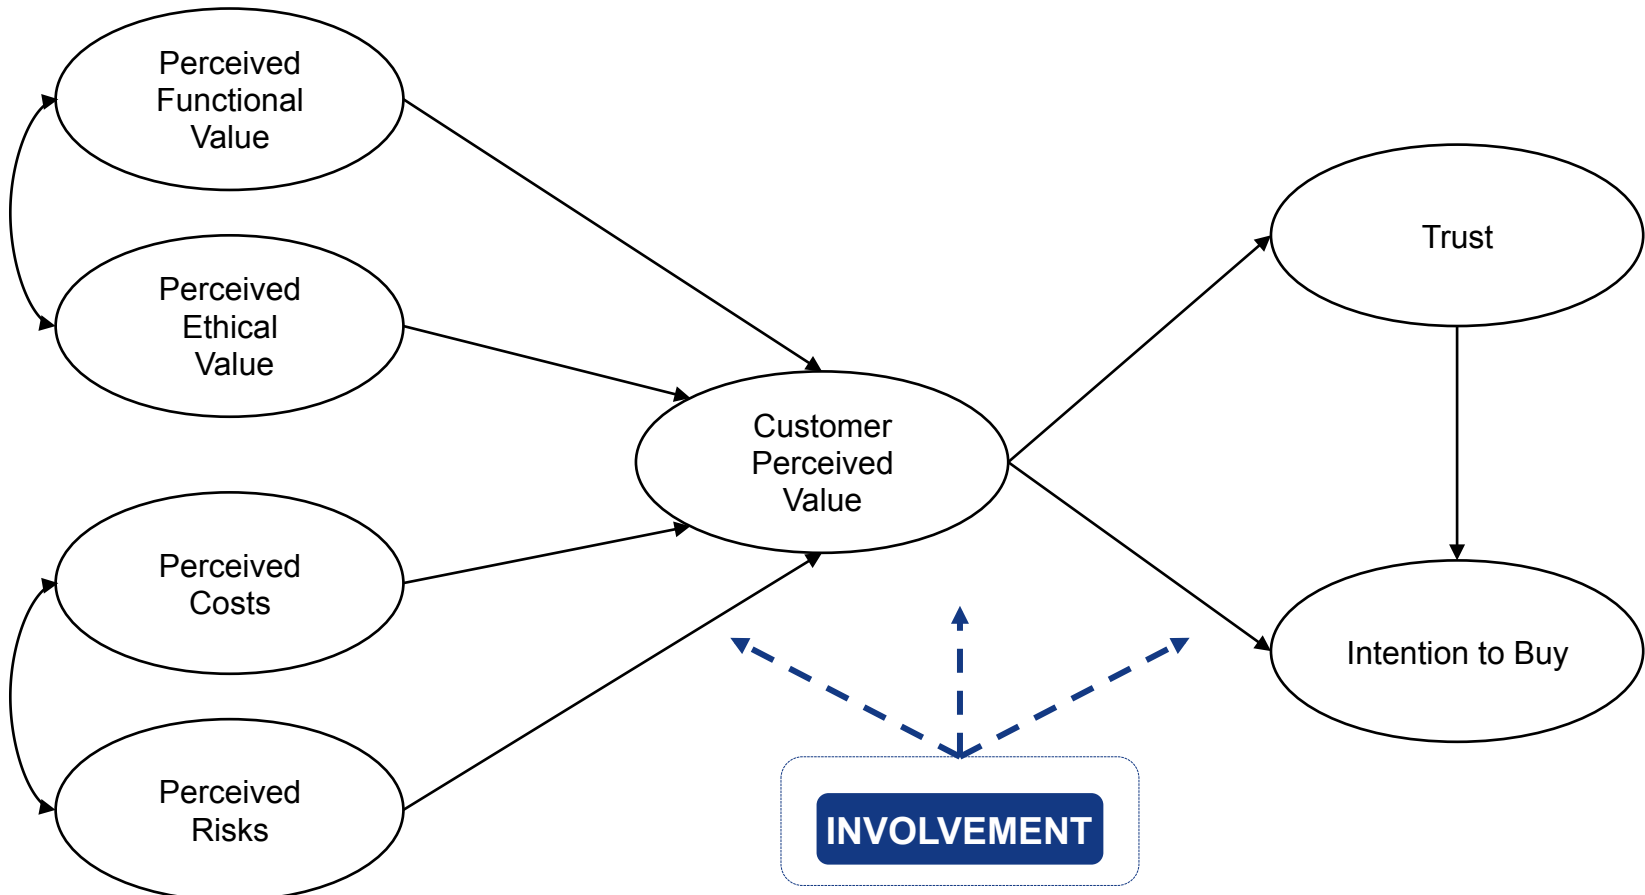 Perceived
Functional
Value
Perceived
Ethical
Value
Perceived
Costs
Perceived
Risks
Customer
Perceived
Value
Trust
Intention to Buy
INVOLVEMENT